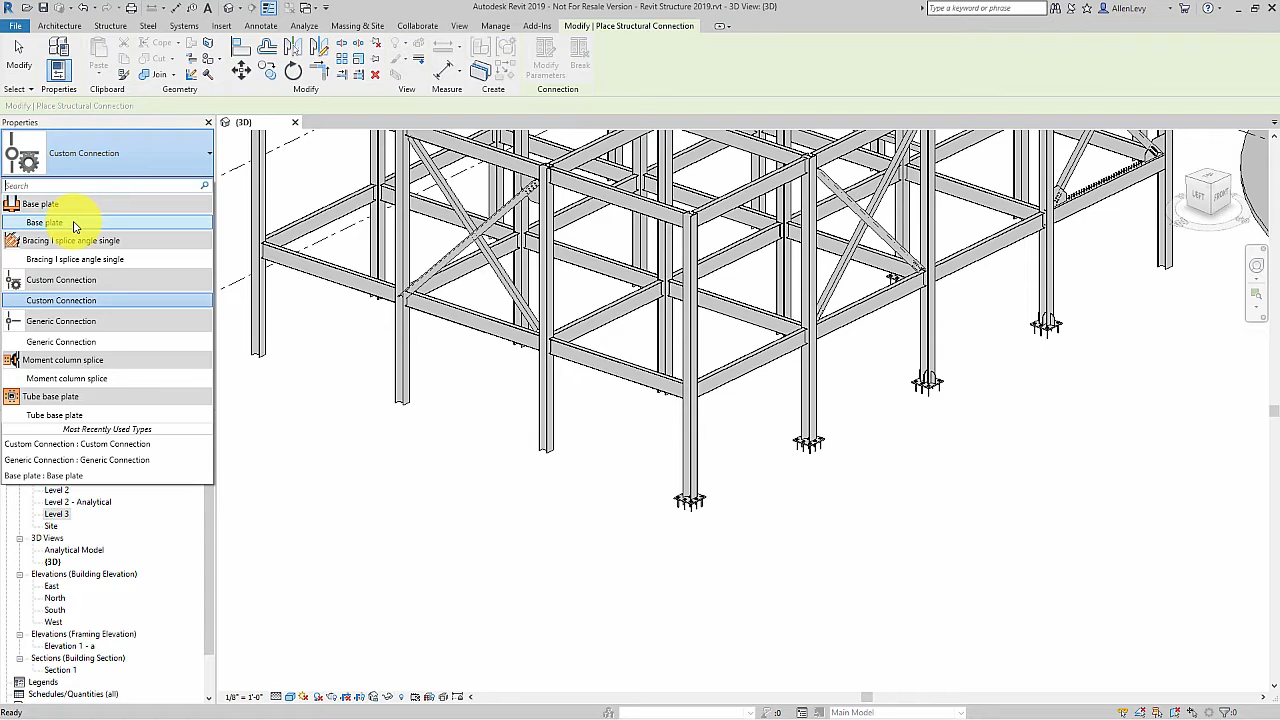 Autodesk Revit 2019 - Not For Resale Version - Revit Structure 2019.rvt - 3D View: {3D}
Type a keyword or phrase
AllenLevy
File Architecture Structure Steel Systems Insert Annotate Analyze Massing & Site Collaborate View Manage Add-Ins Modify | Place Structural Connection
Modify
Paste
Cope
Cut
Join
Modify Parameters
Break
Select Properties Clipboard Geometry Modify View Measure Create Connection
Modify | Place Structural Connection
Properties
{3D}
Custom Connection
Search
Base plate
Base plate
Bracing I splice angle single
Bracing I splice angle single
Custom Connection
Custom Connection
Generic Connection
Generic Connection
Moment column splice
Moment column splice
Tube base plate
Tube base plate
Most Recently Used Types
Custom Connection : Custom Connection
Generic Connection : Generic Connection
Base plate : Base plate
Level 2
Level 2 - Analytical
Level 3
Site
3D Views
Analytical Model
{3D}
Elevations (Building Elevation)
East
North
South
West
Elevations (Framing Elevation)
Elevation 1 - a
Sections (Building Section)
Section 1
Legends
Schedules/Quantities (all)
LEFT
FRONT
1/8" = 1'-0"
Ready
:0
Main Model
:0